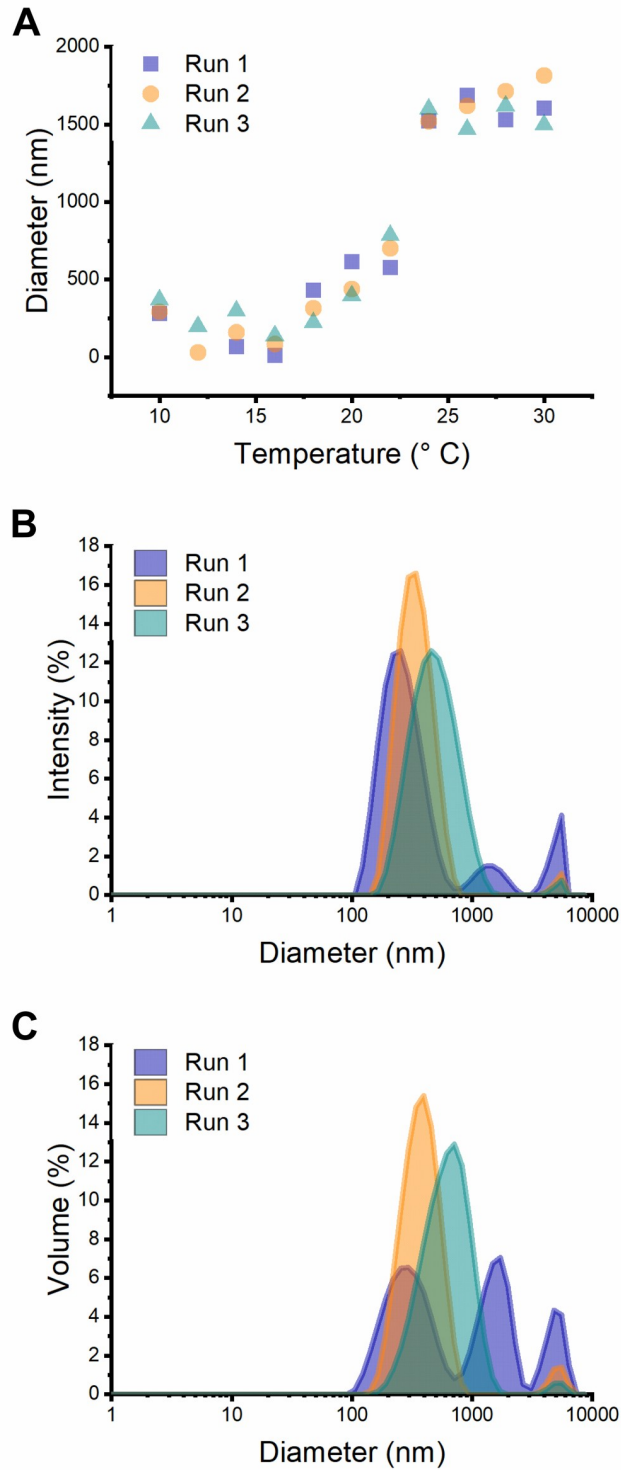 A
2000
1500
1000
500
0
Diameter (nm)
Run 1
Run 2
Run 3
10
15
20
25
30
Temperature (° C)
B
18
16
14
12
10
8
6
4
2
0
Intensity (%)
Run 1
Run 2
Run 3
1
10
100
1000
10000
Diameter (nm)
C
18
16
14
12
10
8
6
4
2
0
Volume (%)
Run 1
Run 2
Run 3
1
10
100
1000
10000
Diameter (nm)